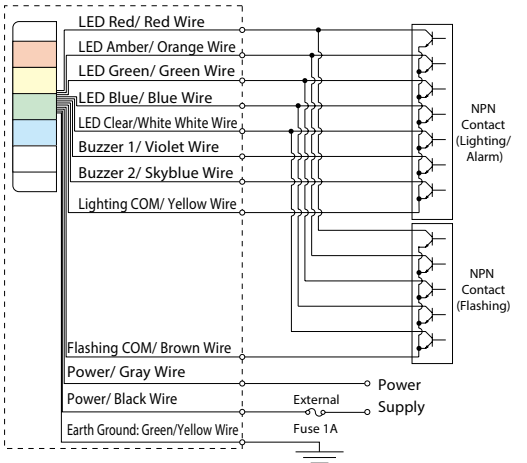 LED Red/ Red Wire
LED Amber/ Orange Wire
LED Green/ Green Wire
LED Blue/ Blue Wire
LED Clear/White White Wire
Buzzer 1/ Violet Wire
Buzzer 2/ Skyblue Wire
Lighting COM/ Yellow Wire
NPN
Contact
(Lighting/
Alarm)
NPN
Contact
(Flashing)
Flashing COM/ Brown Wire
Power/ Gray Wire
Power/ Black Wire
Earth Ground: Green/Yellow Wire
External
Fuse 1A
Power
Supply